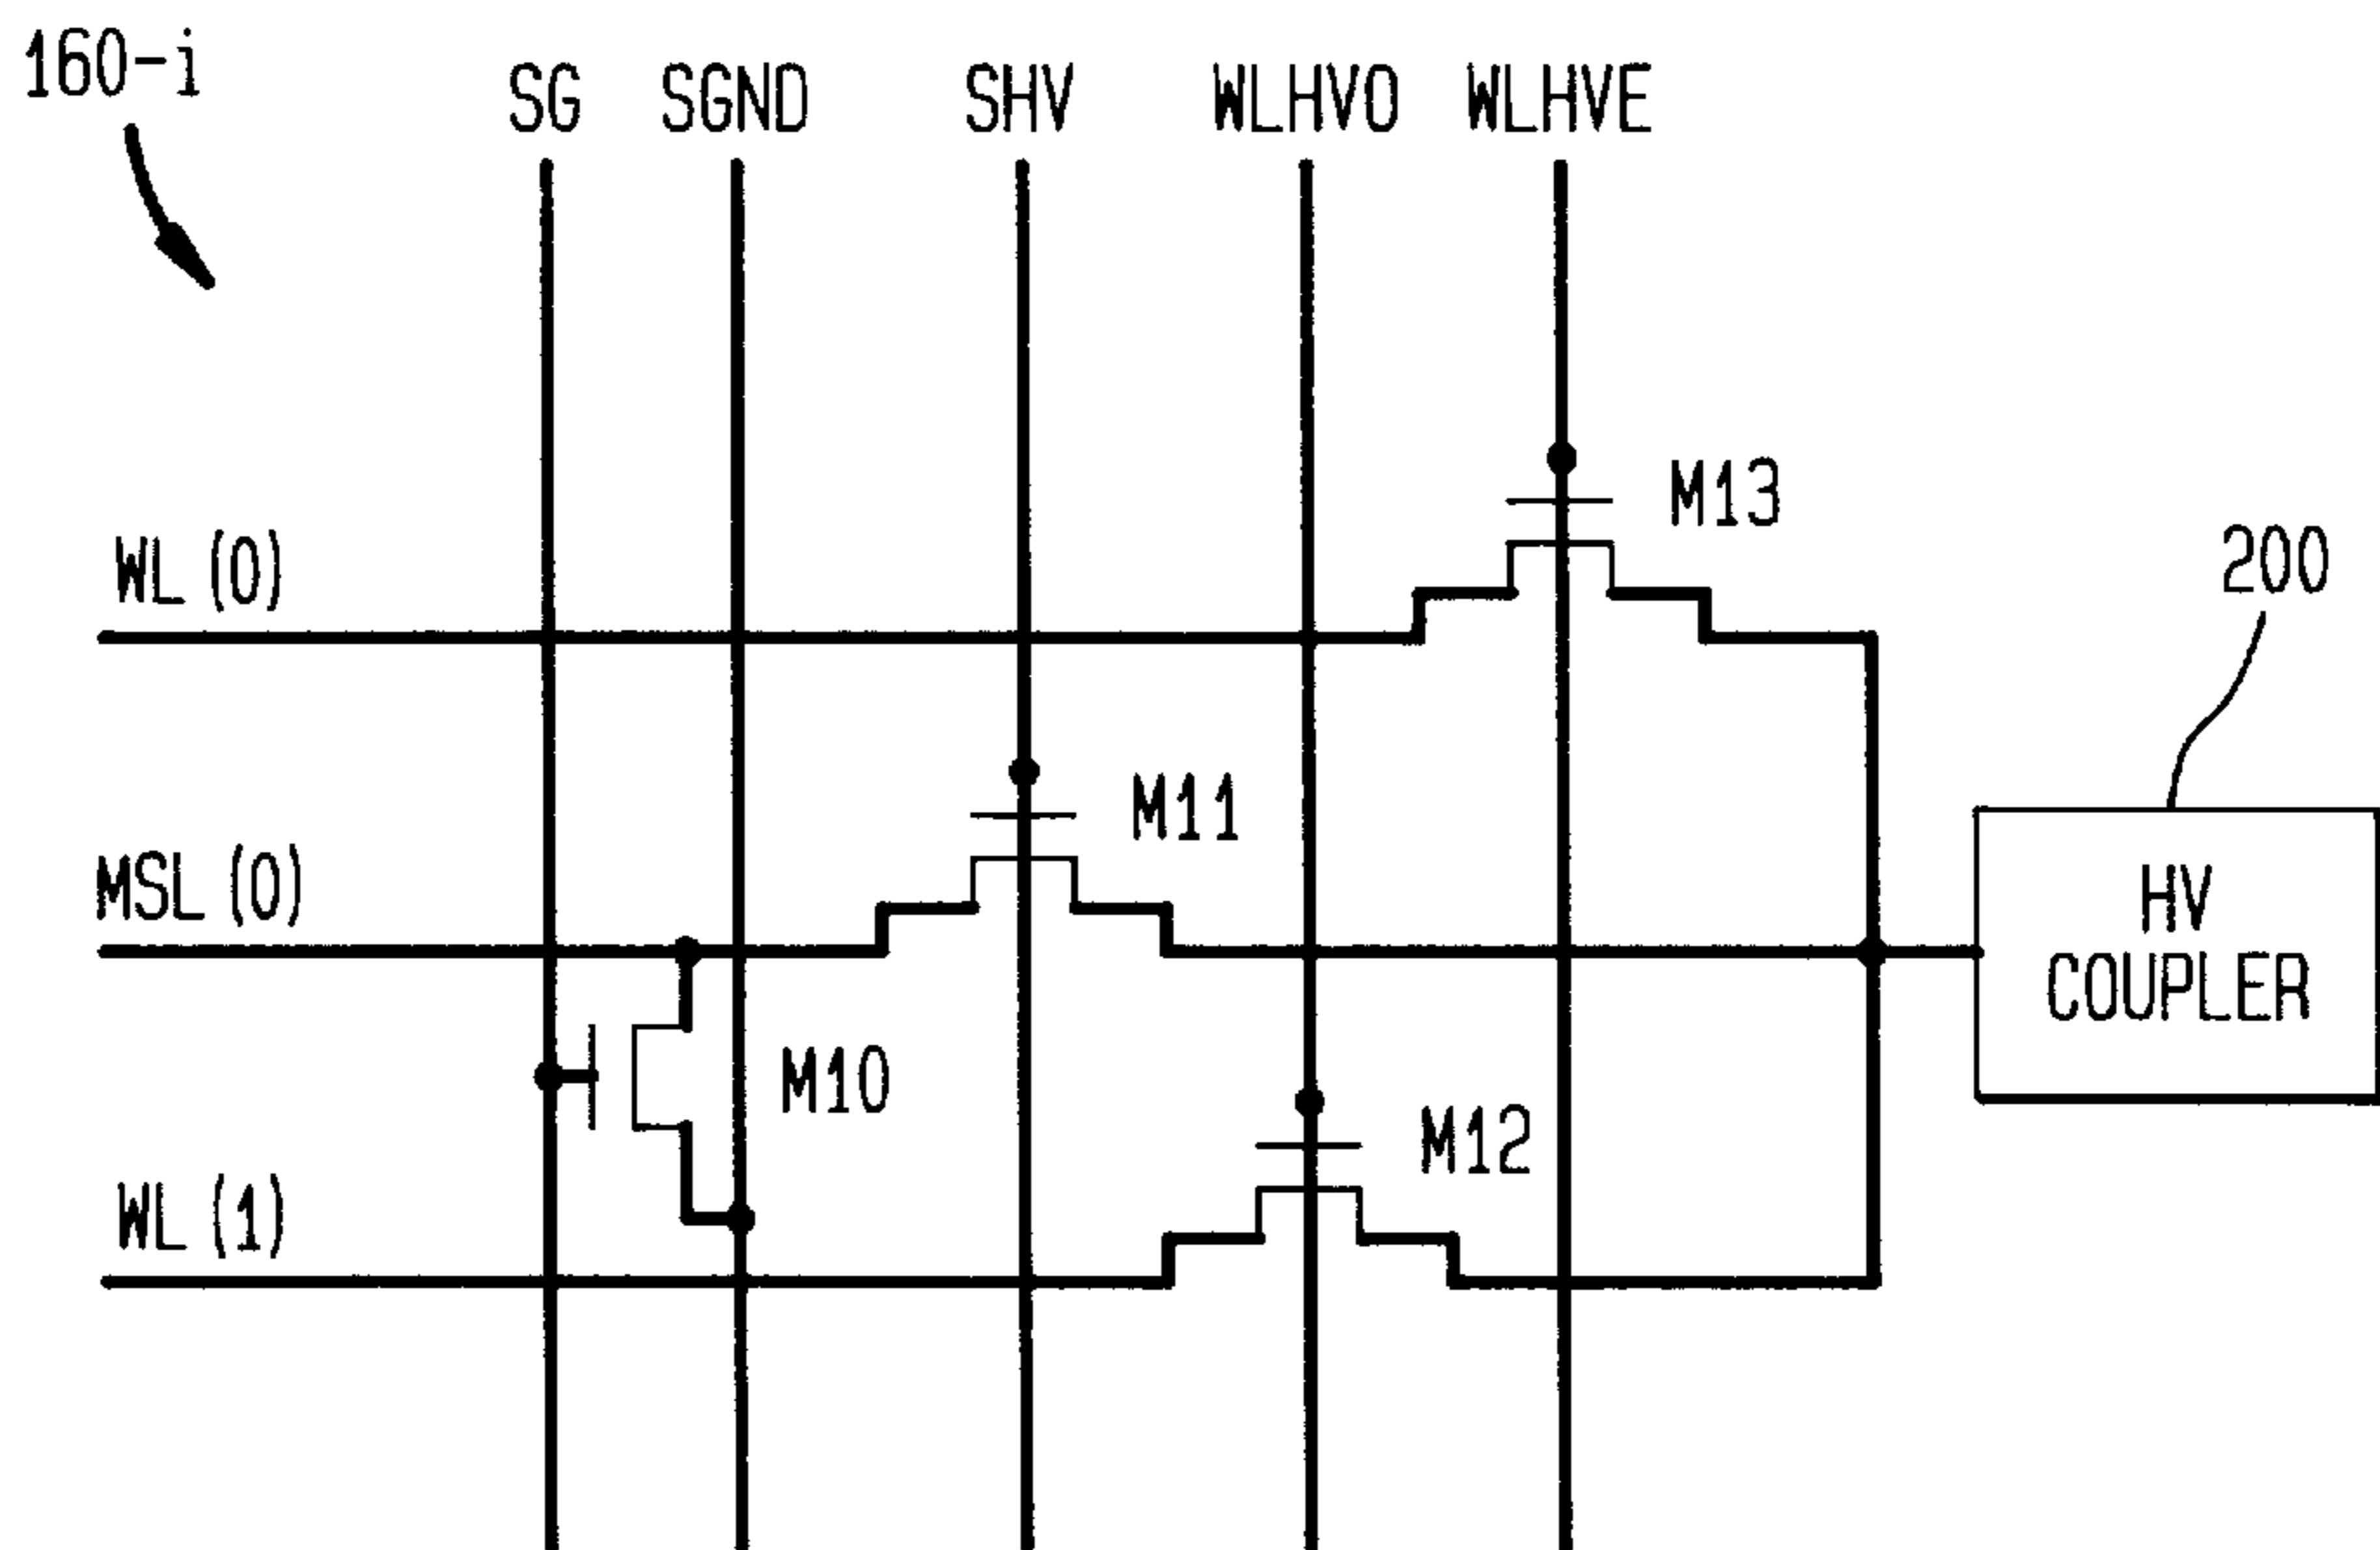 160-i
SG SGND SHV WLHVO WLHVE
M13
WL (0)
200
M11
MSL (0)
HV
COUPLER
M10
M12
WL (1)